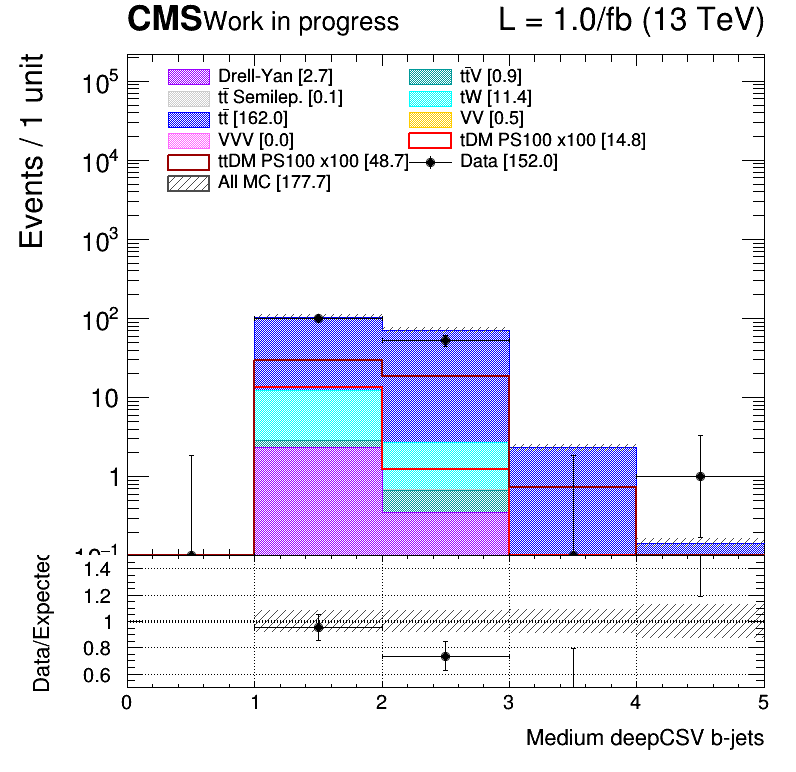 CMS Work in progress L = 1.0/fb (13 TeV)
Events / 1 unit
Drell-Yan [2.7] tt̄V [0.9]
tt̄ Semilep. [0.1] tW [11.4]
tt̄ [162.0] VV [0.5]
VVV [0.0] tDM PS100 x100 [14.8]
ttDM PS100 x100 [48.7] Data [152.0]
All MC [177.7]
10⁵
10⁴
10³
10²
10
1
10⁻¹
Data/Expected
1.4
1.2
1
0.8
0.6
0 1 2 3 4 5
Medium deepCSV b-jets